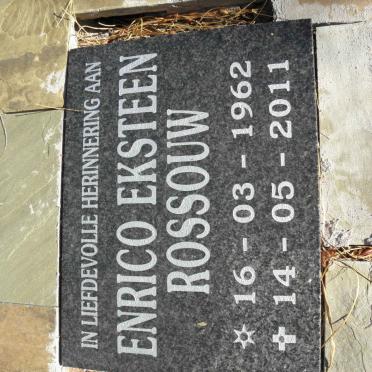 IN LIEFDEVOLLE HERINNERING AAN
ENRICO EKSTEEN
ROSSOUW
16 - 03 - 1962
14 - 05 - 2011